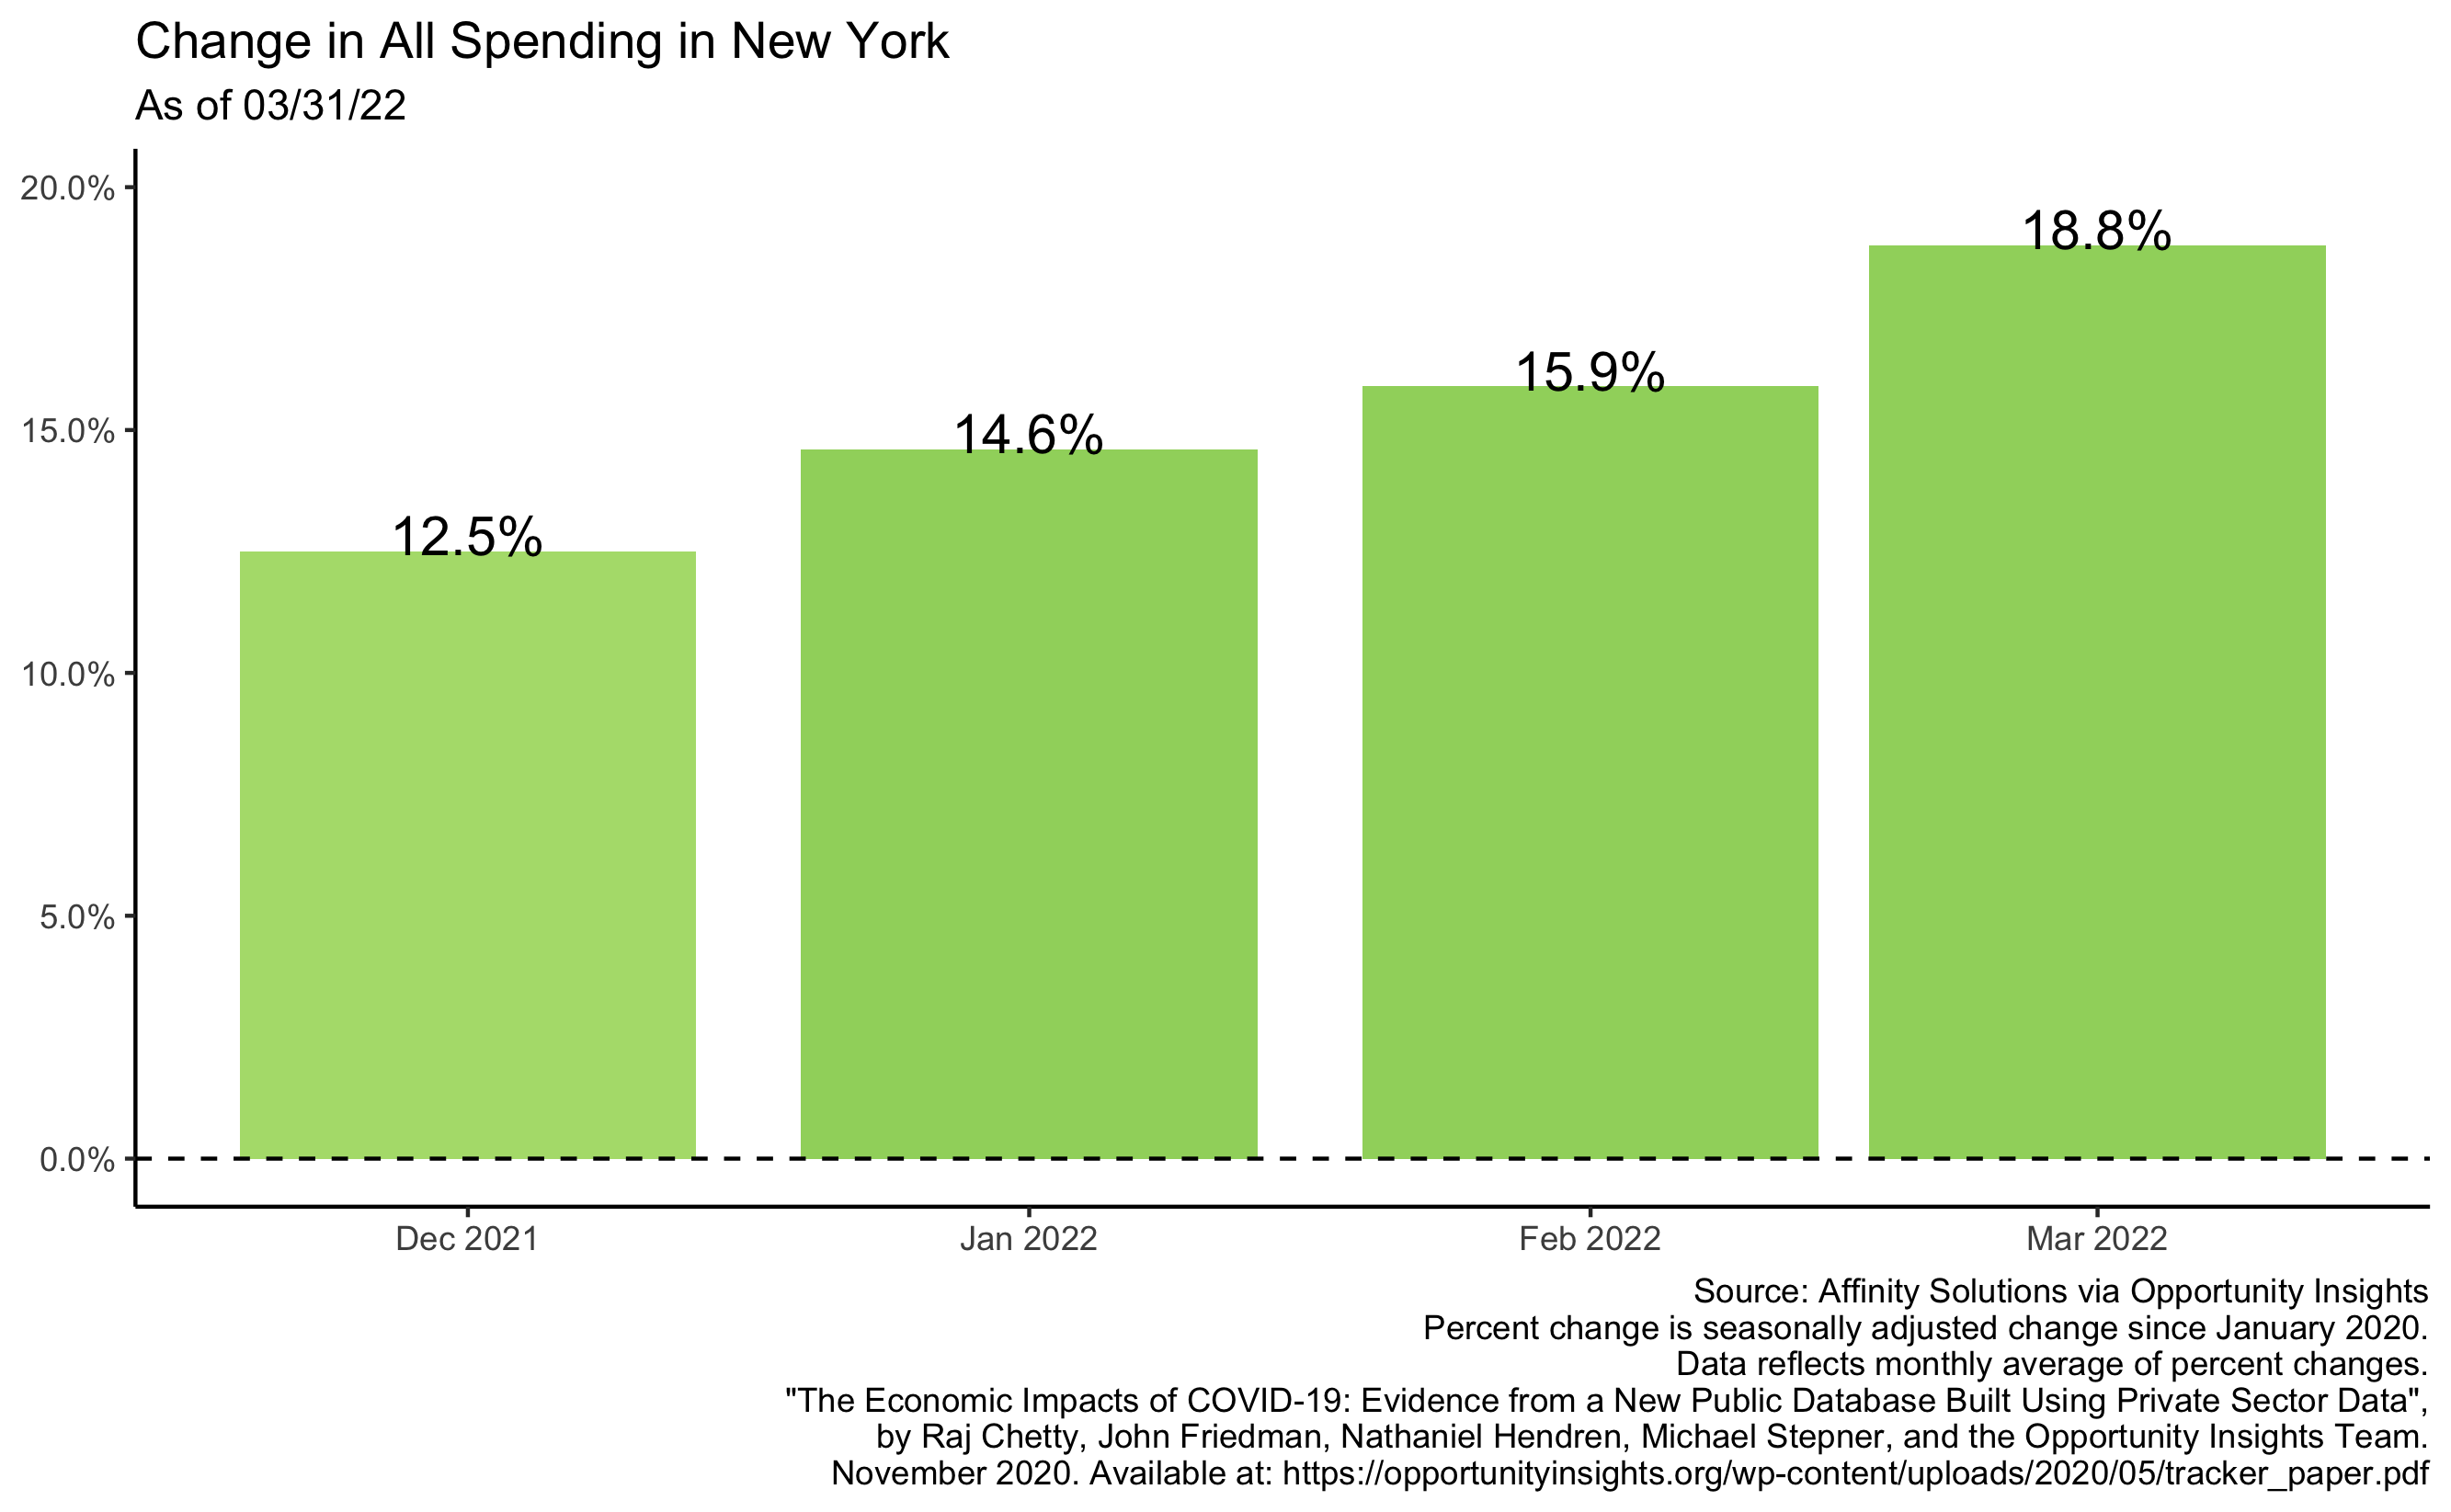 Change in All Spending in New York
As of 03/31/22
20.0%
15.0%
10.0%
5.0%
0.0%
12.5%
14.6%
15.9%
18.8%
Dec 2021
Jan 2022
Feb 2022
Mar 2022
Source: Affinity Solutions via Opportunity Insights
Percent change is seasonally adjusted change since January 2020.
Data reflects monthly average of percent changes.
"The Economic Impacts of COVID-19: Evidence from a New Public Database Built Using Private Sector Data",
by Raj Chetty, John Friedman, Nathaniel Hendren, Michael Stepner, and the Opportunity Insights Team.
November 2020. Available at: https://opportunityinsights.org/wp-content/uploads/2020/05/tracker_paper.pdf